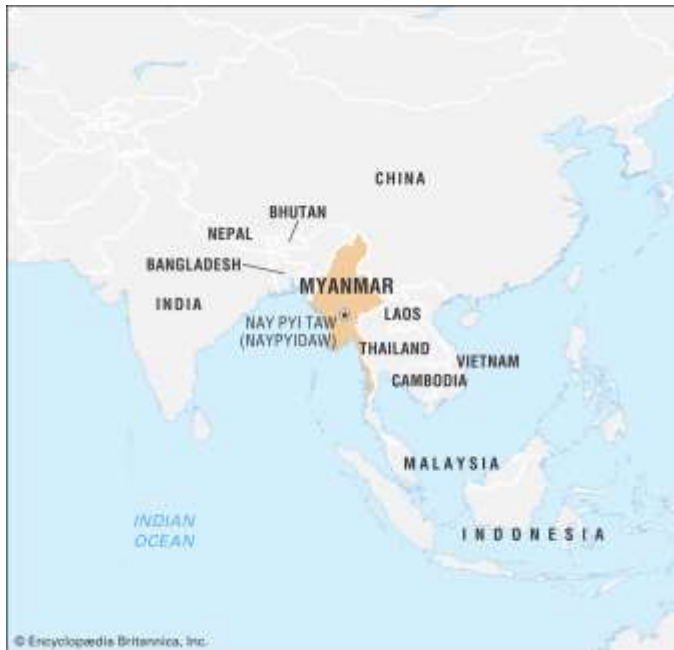 CHINA
BHUTAN
NEPAL
BANGLADESH
MYANMAR
INDIA
LAOS
NAY PYI TAW
(NAYPYIDAW)
THAILAND
VIETNAM
CAMBODIA
MALAYSIA
INDIAN
OCEAN
INDONESIA
© Encyclopædia Britannica, Inc.